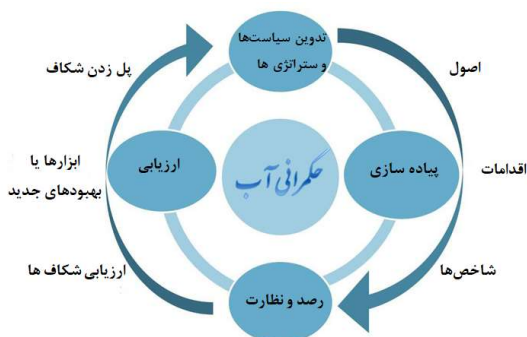 تدوین سیاست‌ها
و ستراتژی ها
پل زدن شکاف
اصول
ارزیابی
حکمرانی آب
پیاده سازی
ابزارها یا
بهبودهای جدید
اقدامات
ارزیابی شکاف ها
شاخص‌ها
رصد و نظارت